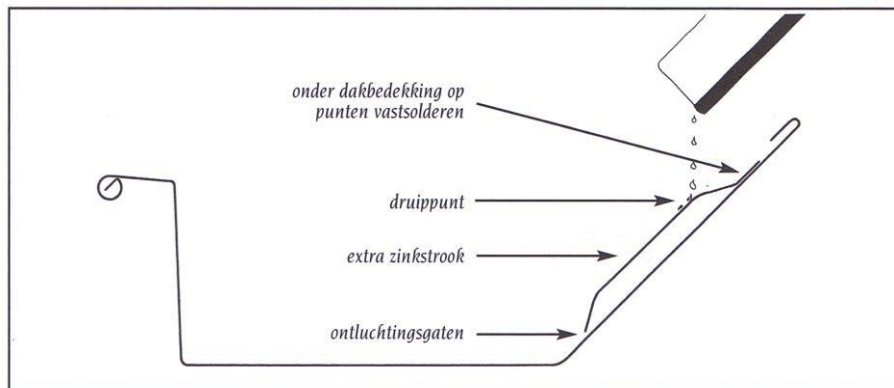 onder dakbedekking op
punten vastsolderen
druippunt
extra zinkstrook
ontluchtingsgaten